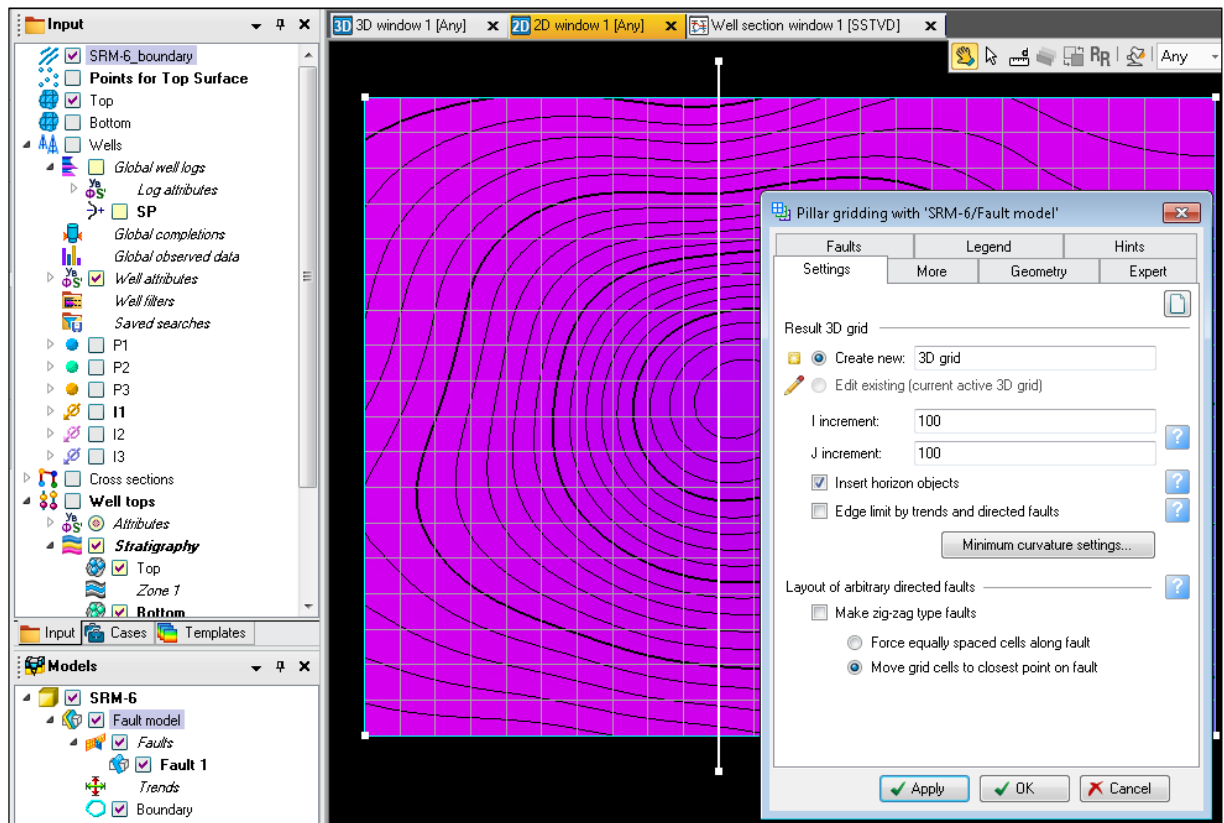 Input
SRM-6_boundary
Points for Top Surface
Top
Bottom
Wells
Global well logs
Log attributes
SP
Global completions
Global observed data
Well attributes
Well filters
Saved searches
P1
P2
P3
I1
I2
I3
Cross sections
Well tops
Attributes
Stratigraphy
Top
Zone 1
Bottom
Input Cases Templates
Models
SRM-6
Fault model
Faults
Fault 1
Trends
Boundary
3D 3D window 1 [Any] 2D 2D window 1 [Any] Well section window 1 [SSTVD]
Any
Pillar gridding with 'SRM-6/Fault model'
Faults Legend Hints
Settings More Geometry Expert
Result 3D grid
Create new: 3D grid
Edit existing (current active 3D grid)
I increment: 100
J increment: 100
Insert horizon objects
Edge limit by trends and directed faults
Minimum curvature settings...
Layout of arbitrary directed faults
Make zig-zag type faults
Force equally spaced cells along fault
Move grid cells to closest point on fault
Apply OK Cancel